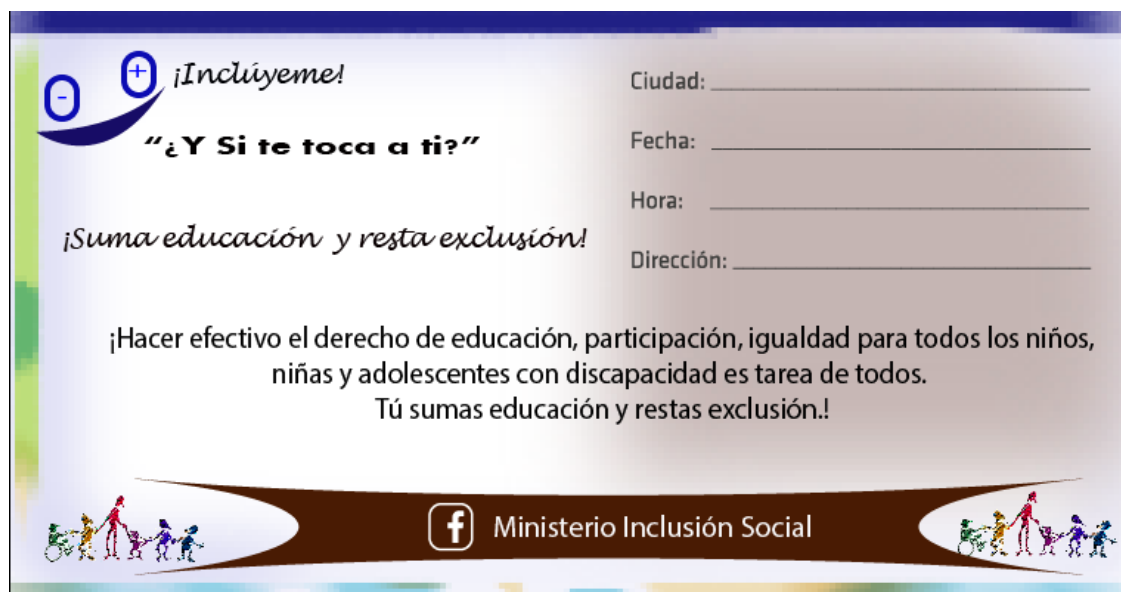 - + ¡Inclúyeme!
"¿Y Si te toca a ti?"
¡Suma educación y resta exclusión!
Ciudad:
Fecha:
Hora:
Dirección:
¡Hacer efectivo el derecho de educación, participación, igualdad para todos los niños,
niñas y adolescentes con discapacidad es tarea de todos.
Tú sumas educación y restas exclusión.!
f Ministerio Inclusión Social